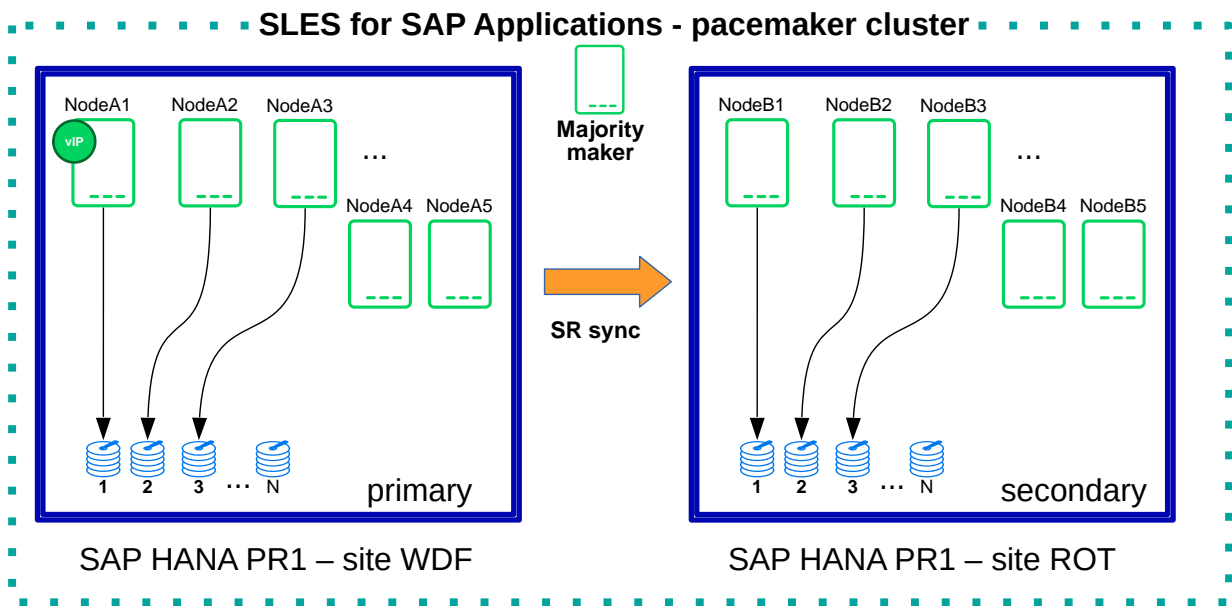 SLES for SAP Applications - pacemaker cluster
NodeA1
NodeA2
NodeA3
vIP
...
NodeA4
NodeA5
1
2
3
...
N
primary
SAP HANA PR1 – site WDF
Majority
maker
SR sync
NodeB1
NodeB2
NodeB3
...
NodeB4
NodeB5
1
2
3
...
N
secondary
SAP HANA PR1 – site ROT